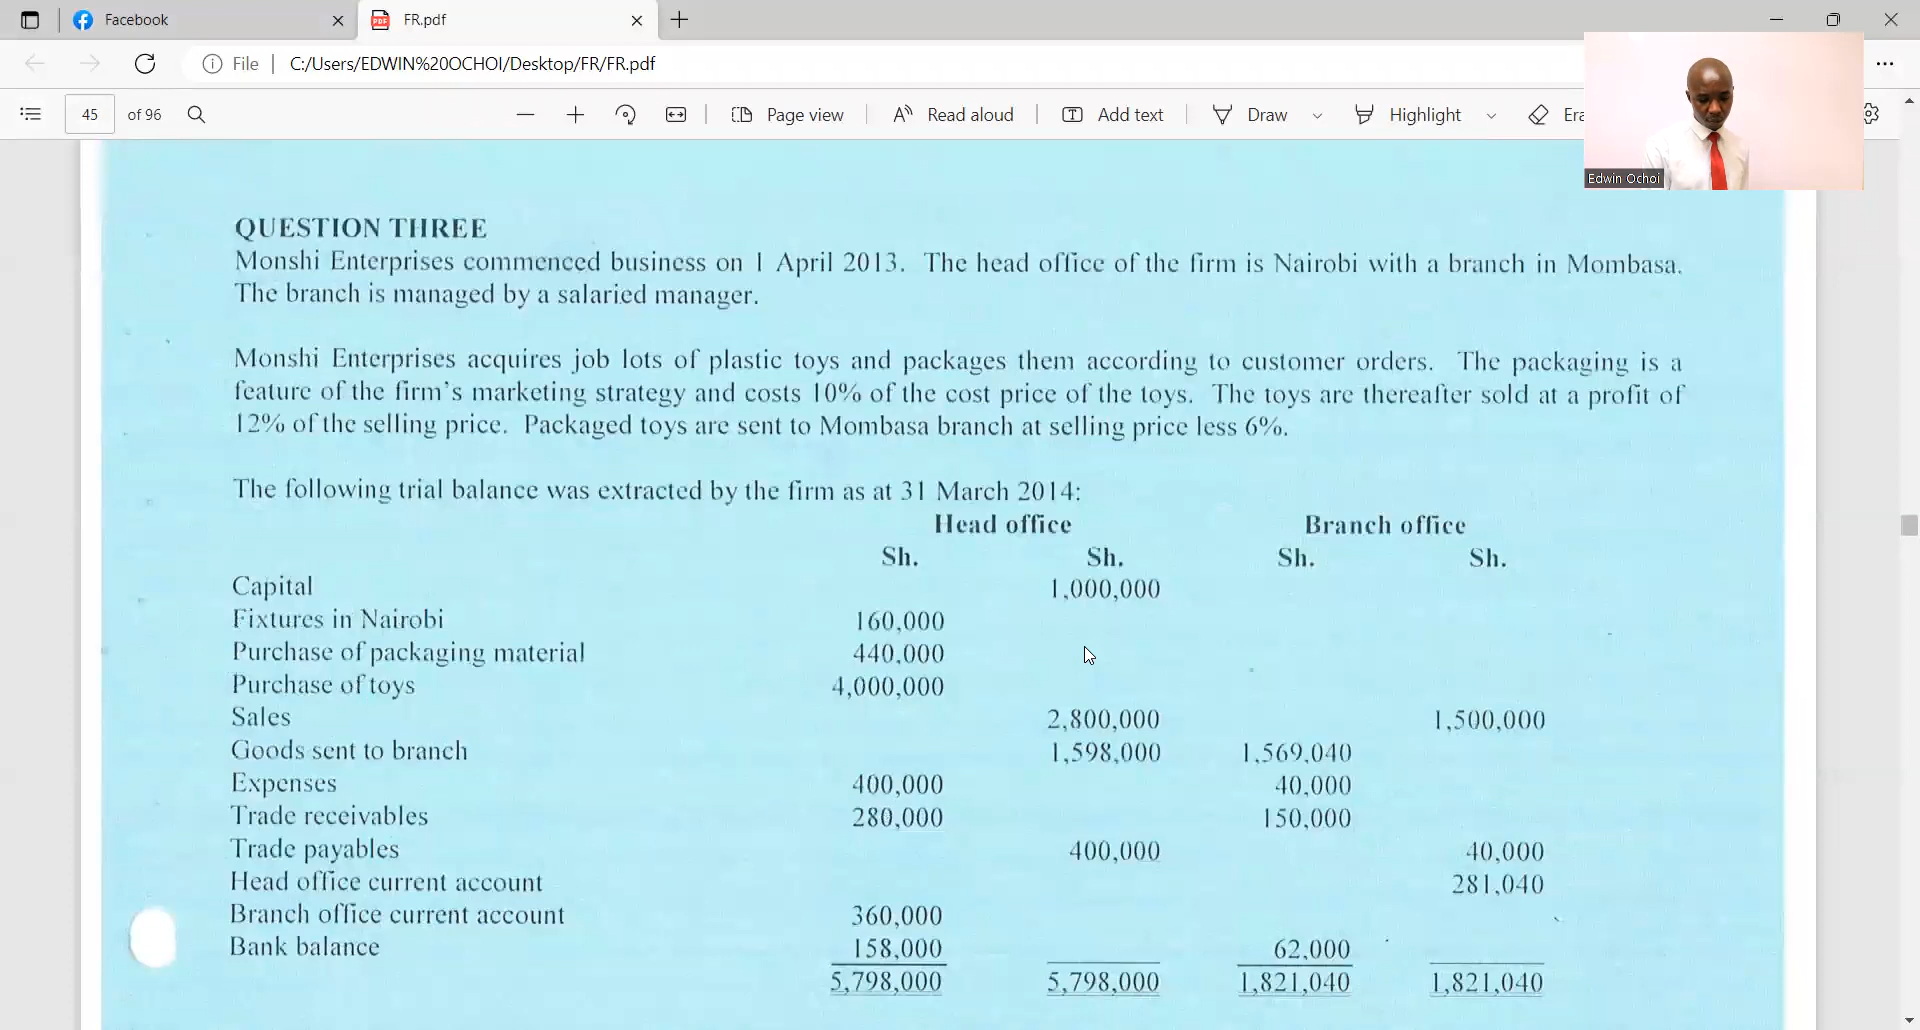 Facebook
FR.pdf
File C:/Users/EDWIN%20OCHOI/Desktop/FR/FR.pdf
45 of 96 Page view Read aloud Add text Draw Highlight Era
Edwin Ochoi
QUESTION THREE
Monshi Enterprises commenced business on 1 April 2013. The head office of the firm is Nairobi with a branch in Mombasa.
The branch is managed by a salaried manager.
Monshi Enterprises acquires job lots of plastic toys and packages them according to customer orders. The packaging is a
feature of the firm's marketing strategy and costs 10% of the cost price of the toys. The toys are thereafter sold at a profit of
12% of the selling price. Packaged toys are sent to Mombasa branch at selling price less 6%.
The following trial balance was extracted by the firm as at 31 March 2014:
Head office Branch office
Sh. Sh. Sh. Sh.
Capital 1,000,000
Fixtures in Nairobi 160,000
Purchase of packaging material 440,000
Purchase of toys 4,000,000
Sales 2,800,000 1,500,000
Goods sent to branch 1,598,000 1,569,040
Expenses 400,000 40,000
Trade receivables 280,000 150,000
Trade payables 400,000 40,000
Head office current account 281,040
Branch office current account 360,000
Bank balance 158,000 62,000
5,798,000 5,798,000 1,821,040 1,821,040